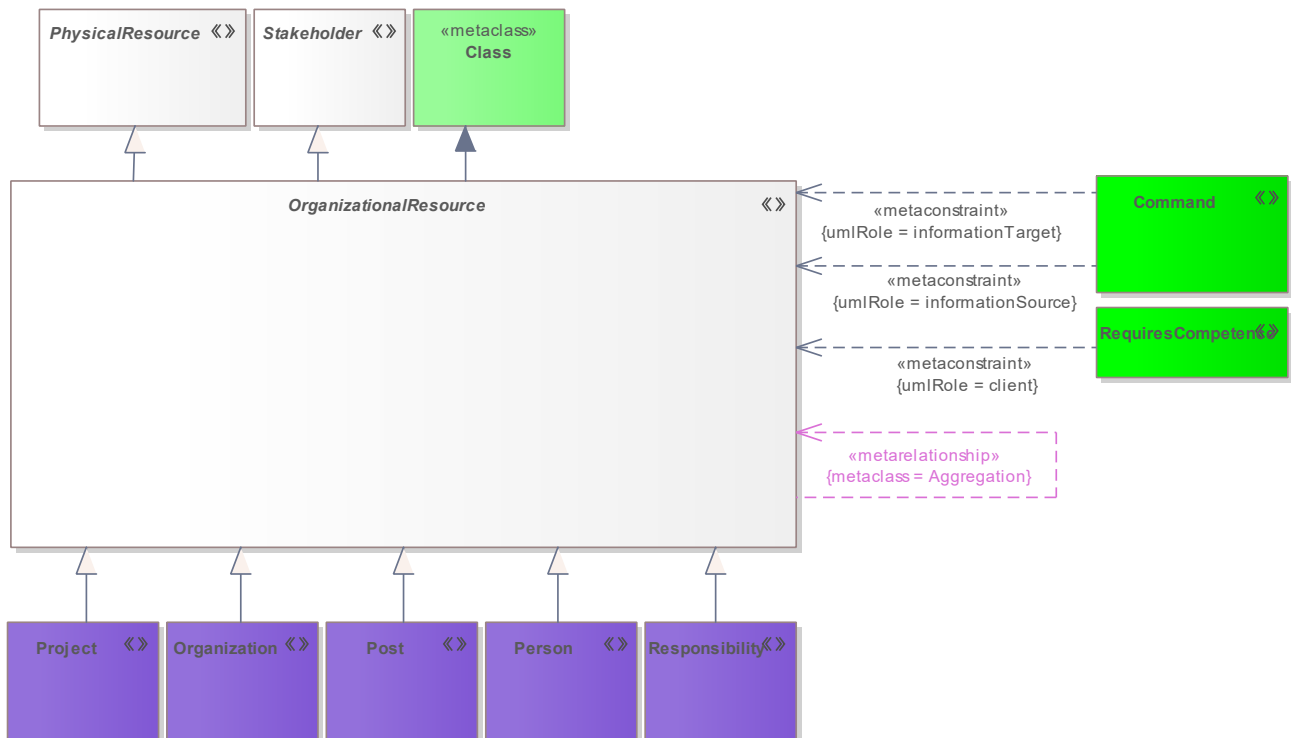 PhysicalResource «»
Stakeholder «»
«metaclass»
Class
OrganizationalResource «»
Command «»
«metaconstraint»
{umlRole = informationTarget}
«metaconstraint»
{umlRole = informationSource}
RequiresCompetence «»
«metaconstraint»
{umlRole = client}
«metarelationship»
{metaclass = Aggregation}
Project «»
Organization «»
Post «»
Person «»
Responsibility «»